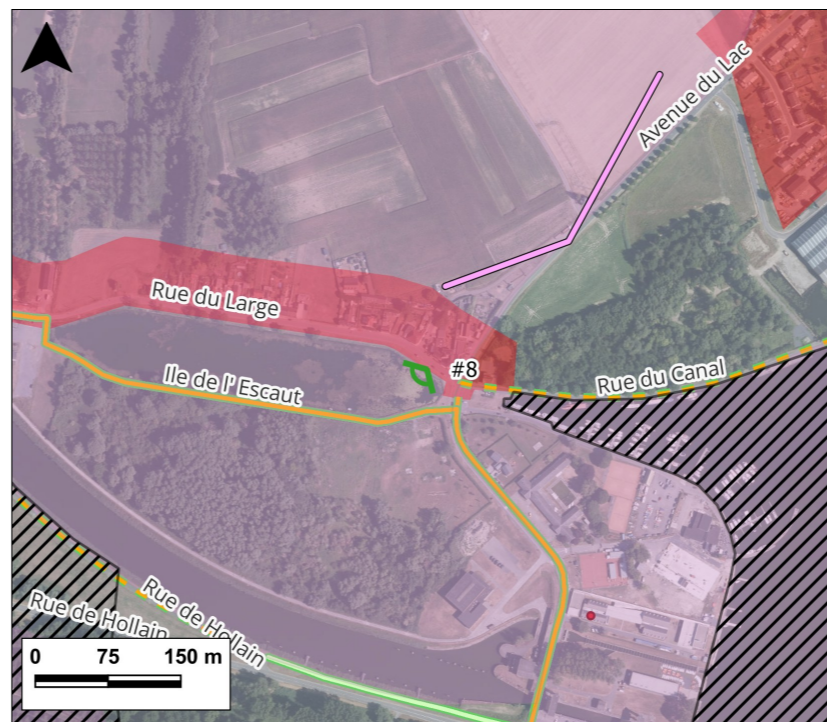 Avenue du Lac
Rue du Large
#8
Ile de l' Escaut
Rue du Canal
Rue de Hollain
Rue de Hollain
0 75 150 m